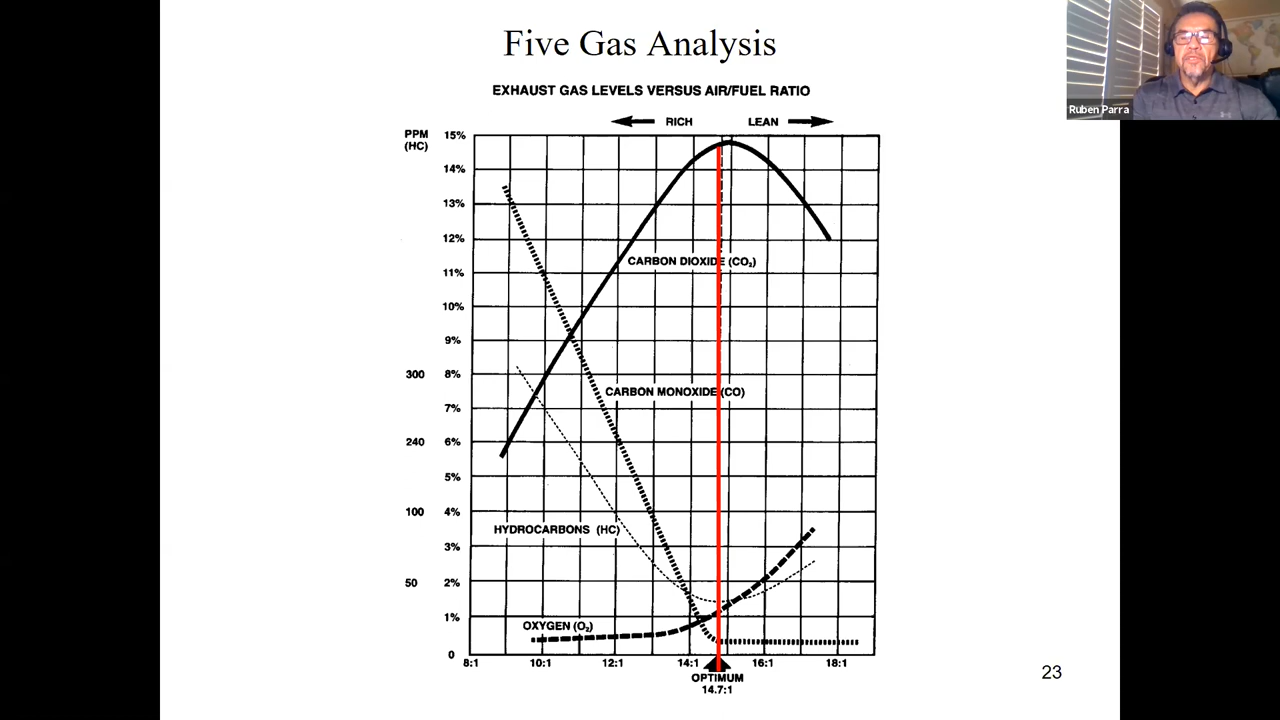 Five Gas Analysis
Ruben Parra
EXHAUST GAS LEVELS VERSUS AIR/FUEL RATIO
RICH LEAN
PPM
(HC)
15%
14%
13%
12%
CARBON DIOXIDE (CO₂)
11%
10%
9%
300 8%
CARBON MONOXIDE (CO)
7%
240 6%
5%
100 4%
HYDROCARBONS (HC)
3%
50 2%
1%
OXYGEN (O₂)
0
8:1 10:1 12:1 14:1 16:1 18:1
OPTIMUM
14.7:1
23